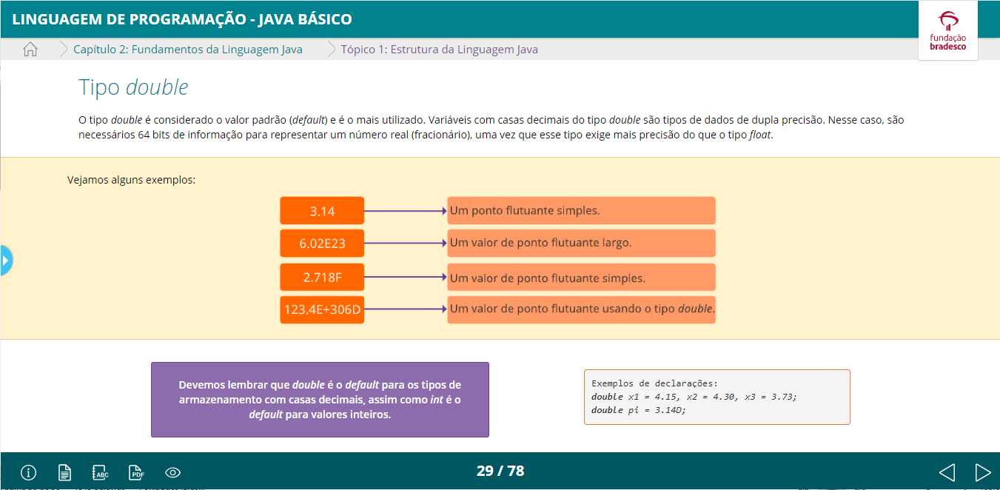 LINGUAGEM DE PROGRAMAÇÃO - JAVA BÁSICO
fundação
bradesco
Capítulo 2: Fundamentos da Linguagem Java
Tópico 1: Estrutura da Linguagem Java
Tipo double
O tipo double é considerado o valor padrão (default) e é o mais utilizado. Variáveis com casas decimais do tipo double são tipos de dados de dupla precisão. Nesse caso, são
necessários 64 bits de informação para representar um número real (fracionário), uma vez que esse tipo exige mais precisão do que o tipo float.
Vejamos alguns exemplos:
3.14 Um ponto flutuante simples.
6.02E23 Um valor de ponto flutuante largo.
2.718F Um valor de ponto flutuante simples.
123.4E+306D Um valor de ponto flutuante usando o tipo double.
Devemos lembrar que double é o default para os tipos de
armazenamento com casas decimais, assim como int é o
default para valores inteiros.
Exemplos de declarações:
double x1 = 4.15, x2 = 4.30, x3 = 3.73;
double pi = 3.14D;
ABC
PDF
29 / 78